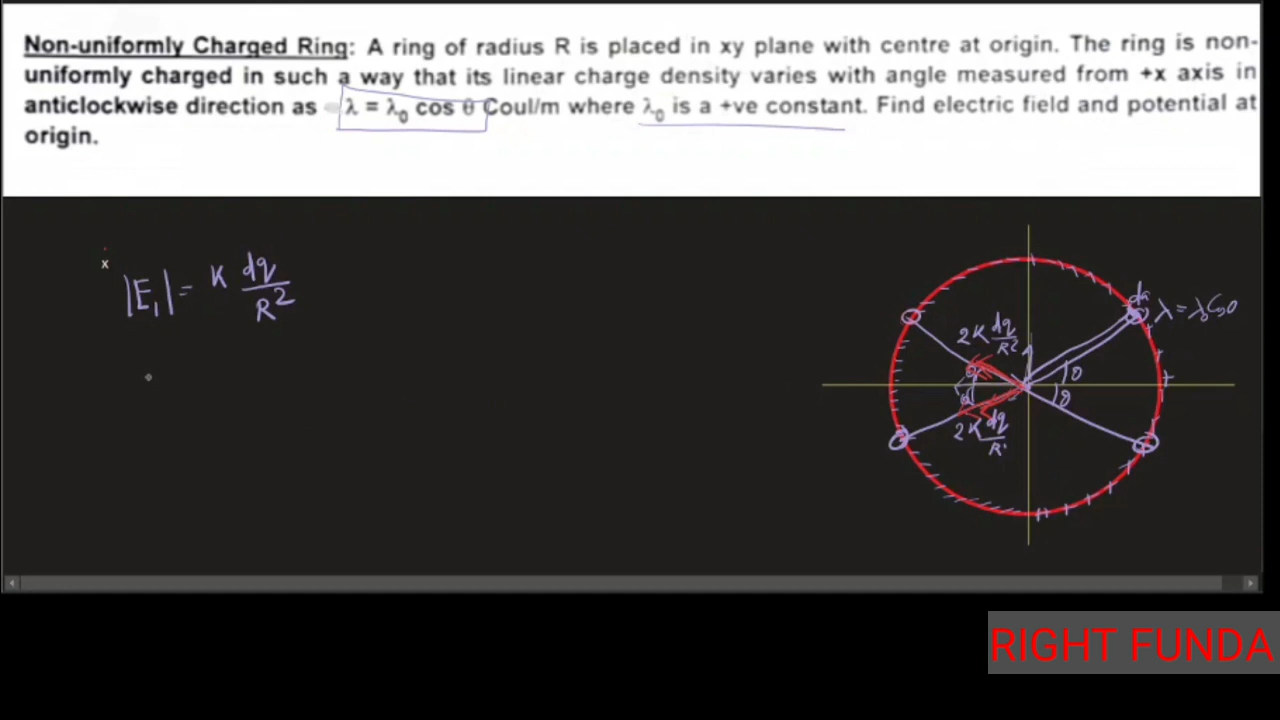 Non-uniformly Charged Ring: A ring of radius R is placed in xy plane with centre at origin. The ring is non-
uniformly charged in such a way that its linear charge density varies with angle measured from +x axis in
anticlockwise direction as λ = λ₀ cos θ Coul/m where λ₀ is a +ve constant. Find electric field and potential at
origin.
x
|E₁| = K dq/R²
dq
λ = λ₀ Cosθ
2K dq/R²
θ
θ
θ
θ
2K dq/R²
RIGHT FUNDA